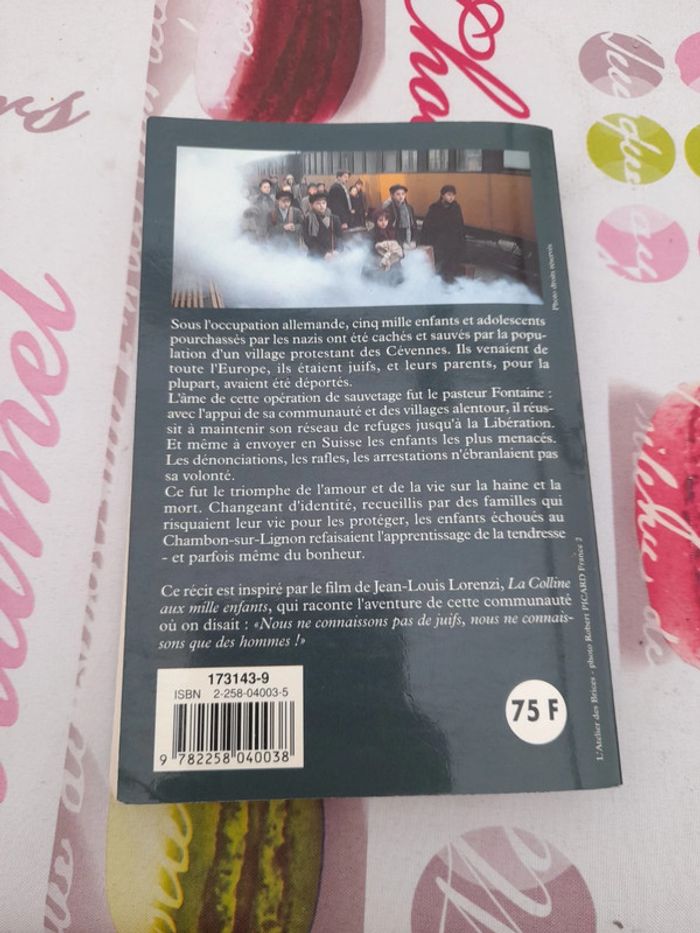 Photo droits réservés
Sous l'occupation allemande, cinq mille enfants et adolescents
pourchassés par les nazis ont été cachés et sauvés par la popu-
lation d'un village protestant des Cévennes. Ils venaient de
toute l'Europe, ils étaient juifs, et leurs parents, pour la
plupart, avaient été déportés.
L'âme de cette opération de sauvetage fut le pasteur Fontaine :
avec l'appui de sa communauté et des villages alentour, il réus-
sit à maintenir son réseau de refuges jusqu'à la Libération.
Et même à envoyer en Suisse les enfants les plus menacés.
Les dénonciations, les rafles, les arrestations n'ébranlaient pas
sa volonté.
Ce fut le triomphe de l'amour et de la vie sur la haine et la
mort. Changeant d'identité, recueillis par des familles qui
risquaient leur vie pour les protéger, les enfants échoués au
Chambon-sur-Lignon refaisaient l'apprentissage de la tendresse
- et parfois même du bonheur.
Ce récit est inspiré par le film de Jean-Louis Lorenzi, La Colline
aux mille enfants, qui raconte l'aventure de cette communauté
où on disait : «Nous ne connaissons pas de juifs, nous ne connais-
sons que des hommes !»
173143-9
ISBN 2-258-04003-5
9 782258 040038
75 F
L'Atelier des Brices - photo Robert PICARD France 2